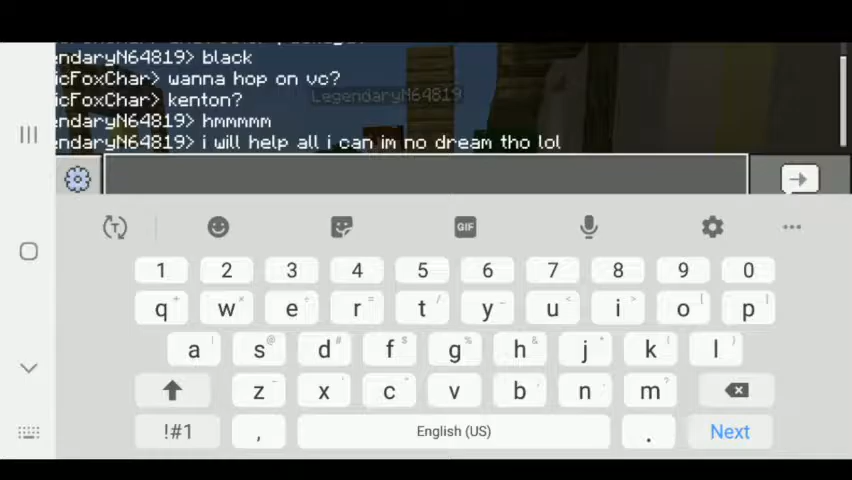 endaryN64819> black
icFoxChar> wanna hop on vc?
icFoxChar> kenton?
LegendaryN64819
endaryN64819> hmmmmm
endaryN64819> i will help all i can im no dream tho lol
GIF
1 2 3 4 5 6 7 8 9 0
q w e r t y u i o p
a s d f g h j k l
z x c v b n m
!#1 , English (US) . Next